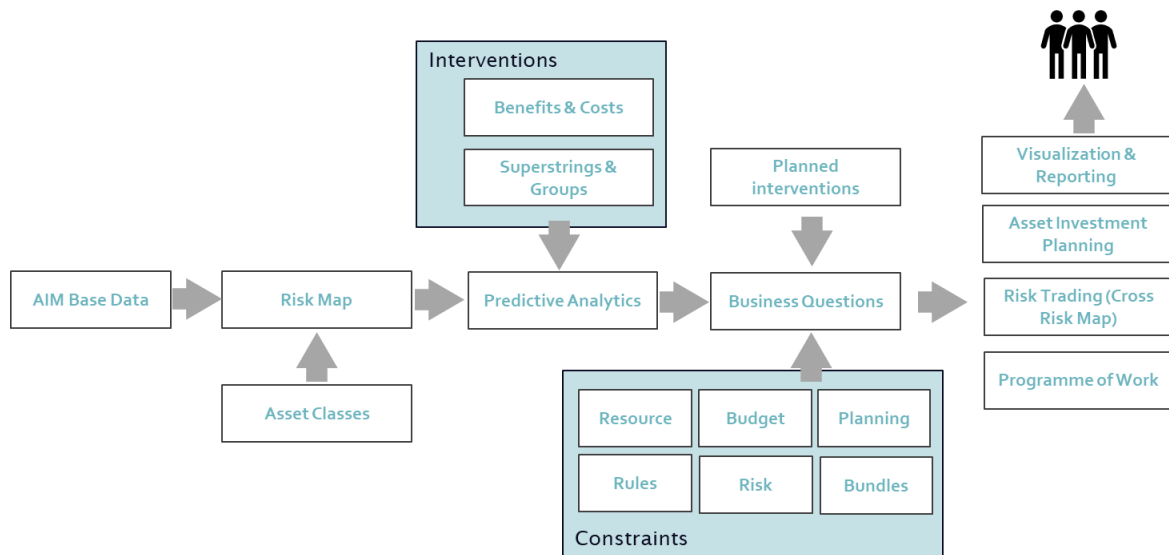 Interventions
Benefits & Costs
Superstrings &
Groups
Planned
interventions
Visualization &
Reporting
Asset Investment
Planning
AIM Base Data
Risk Map
Predictive Analytics
Business Questions
Risk Trading (Cross
Risk Map)
Asset Classes
Programme of Work
Resource
Budget
Planning
Rules
Risk
Bundles
Constraints